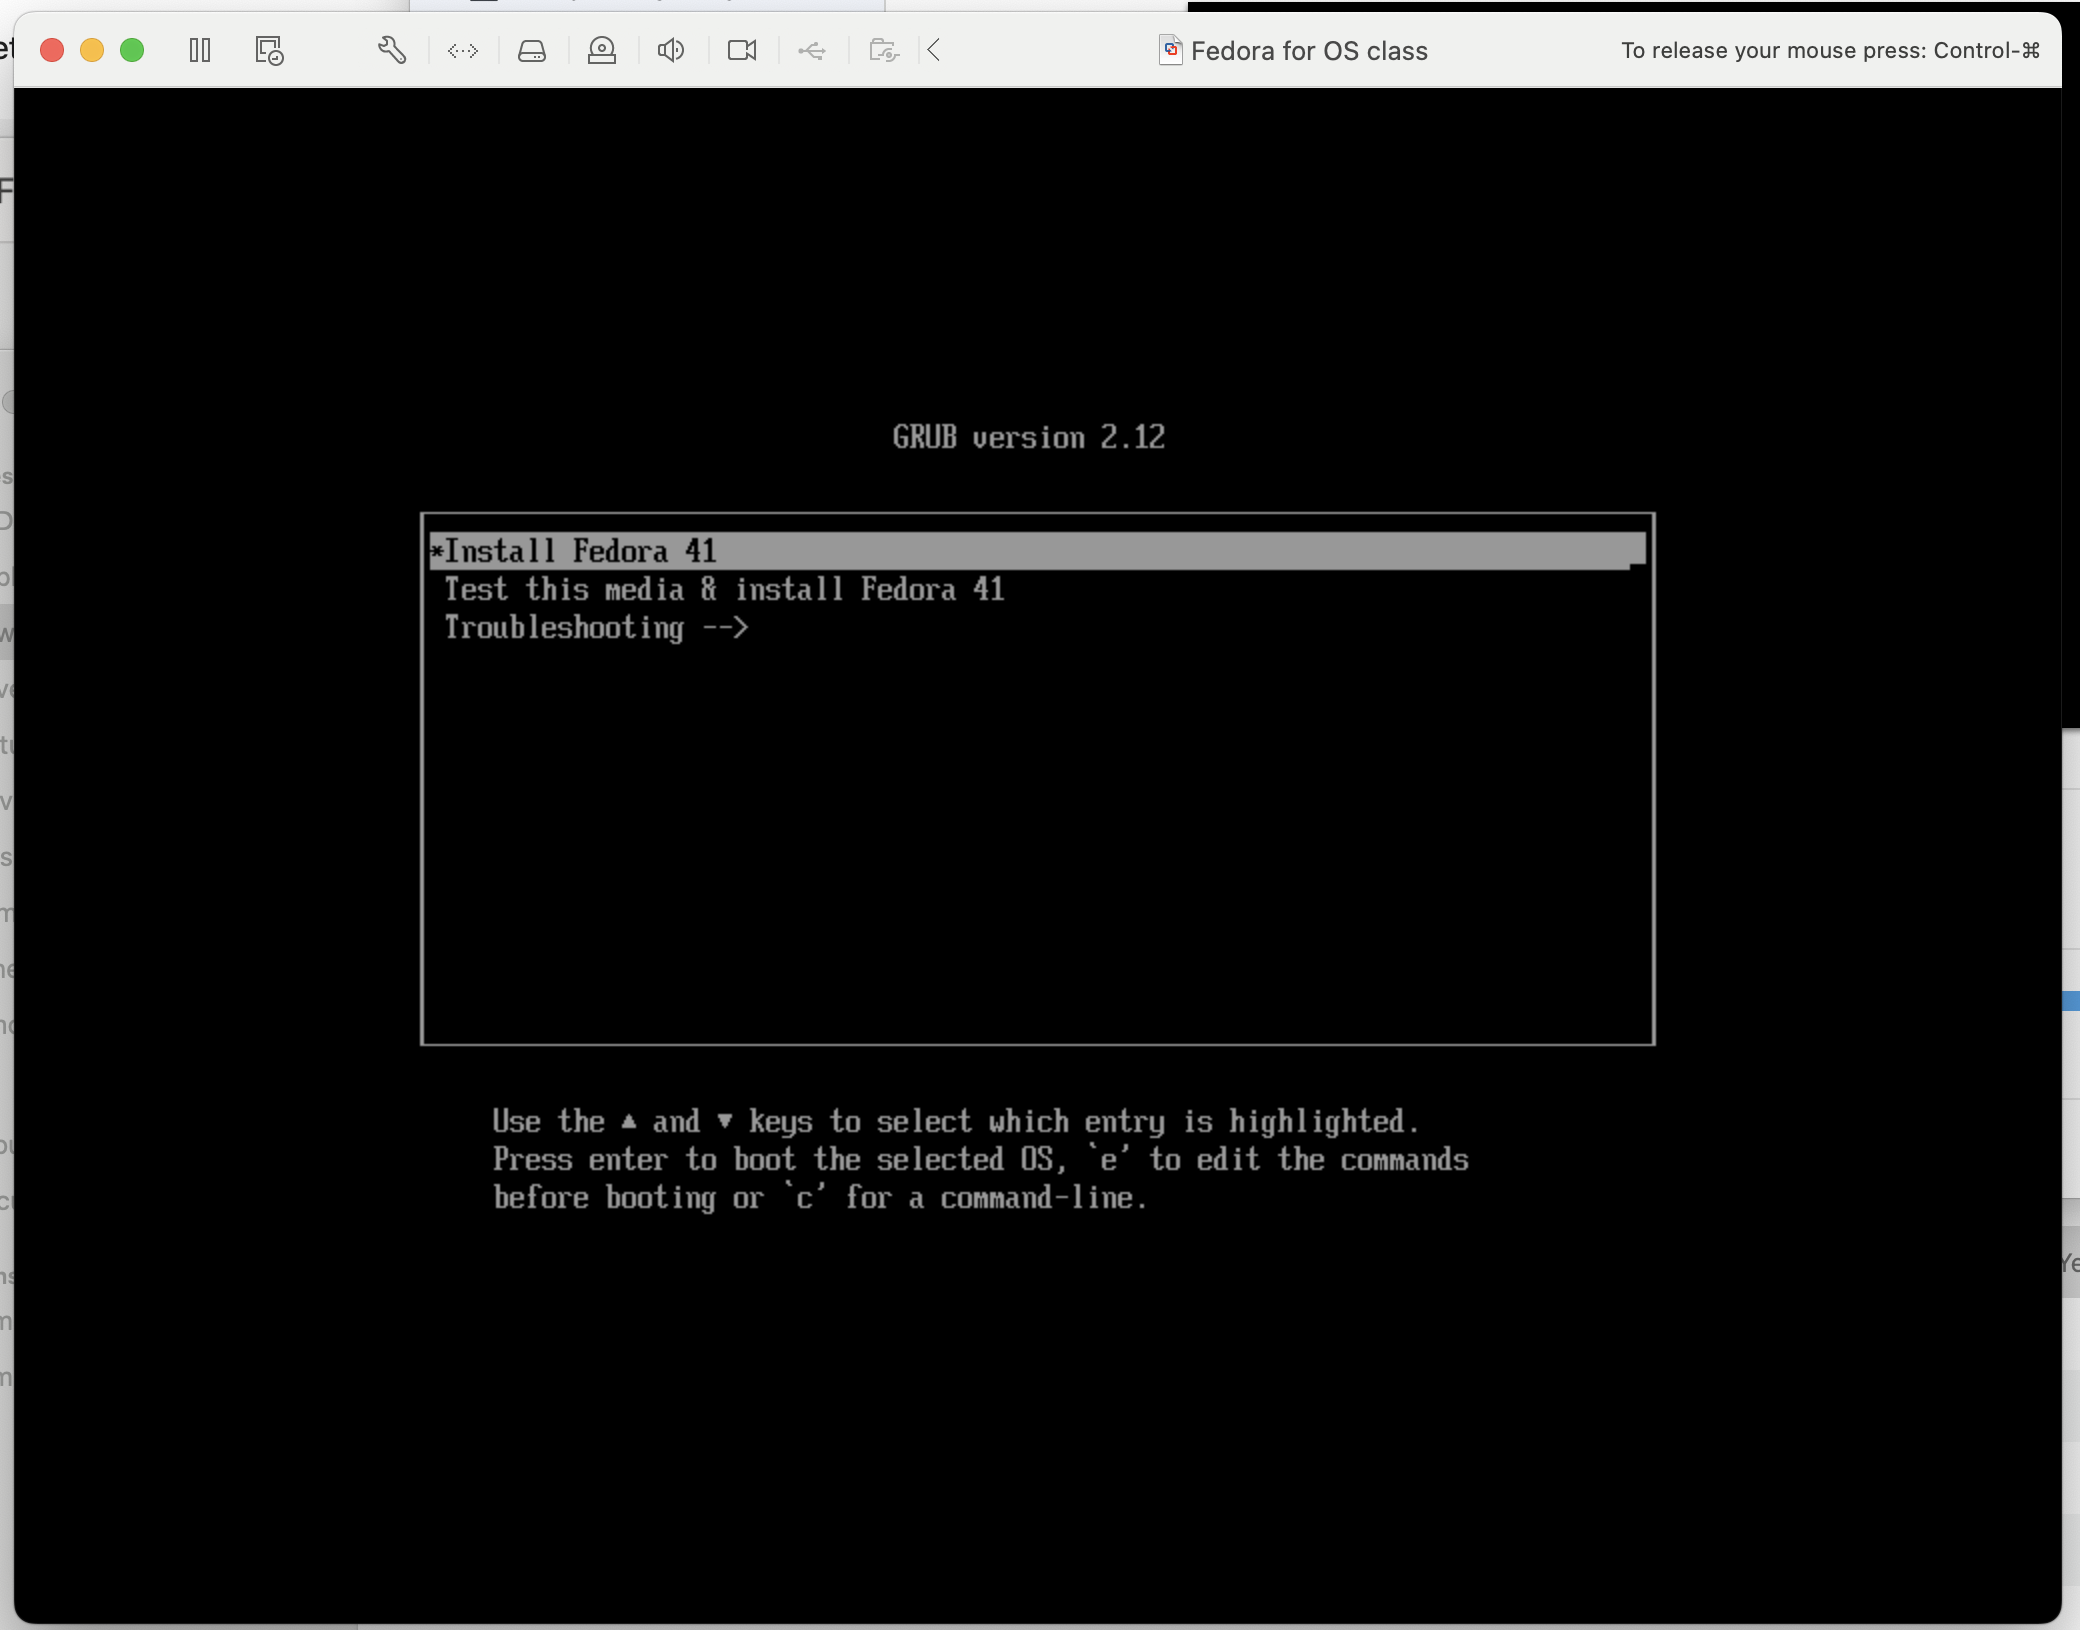 Fedora for OS class
To release your mouse press: Control-⌘
GRUB version 2.12
*Install Fedora 41
Test this media & install Fedora 41
Troubleshooting -->
Use the ▲ and ▼ keys to select which entry is highlighted.
Press enter to boot the selected OS, `e' to edit the commands
before booting or `c' for a command-line.